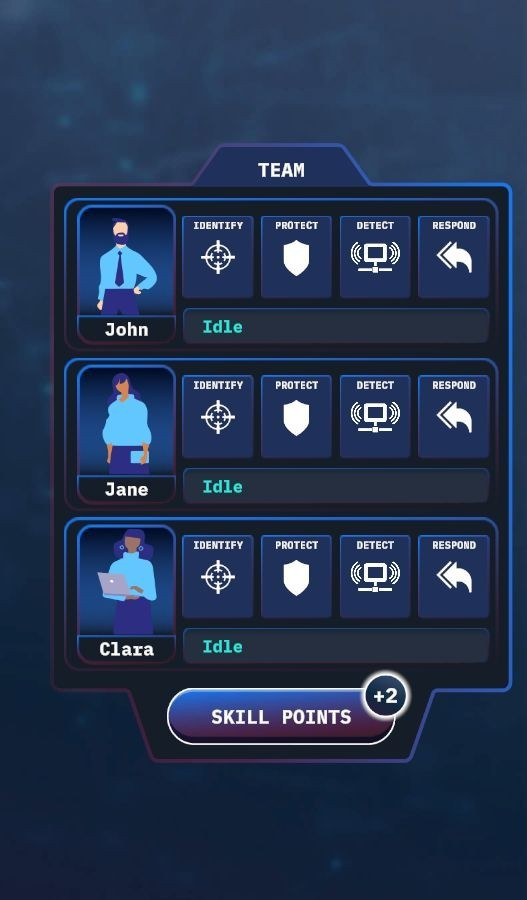 TEAM
IDENTIFY PROTECT DETECT RESPOND
John
Idle
IDENTIFY PROTECT DETECT RESPOND
Jane
Idle
IDENTIFY PROTECT DETECT RESPOND
Clara
Idle
+2
SKILL POINTS